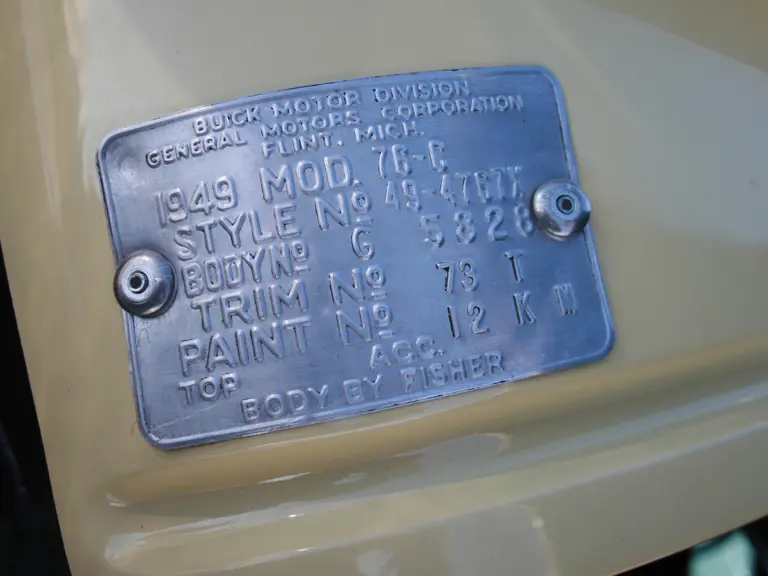 BUICK MOTOR DIVISION
GENERAL MOTORS CORPORATION
FLINT, MICH.
1949 MOD. 76-C
STYLE Nº 49-4767X
BODY Nº G 5828
TRIM Nº 73 T
PAINT Nº 12 K W
TOP ACC.
BODY BY FISHER